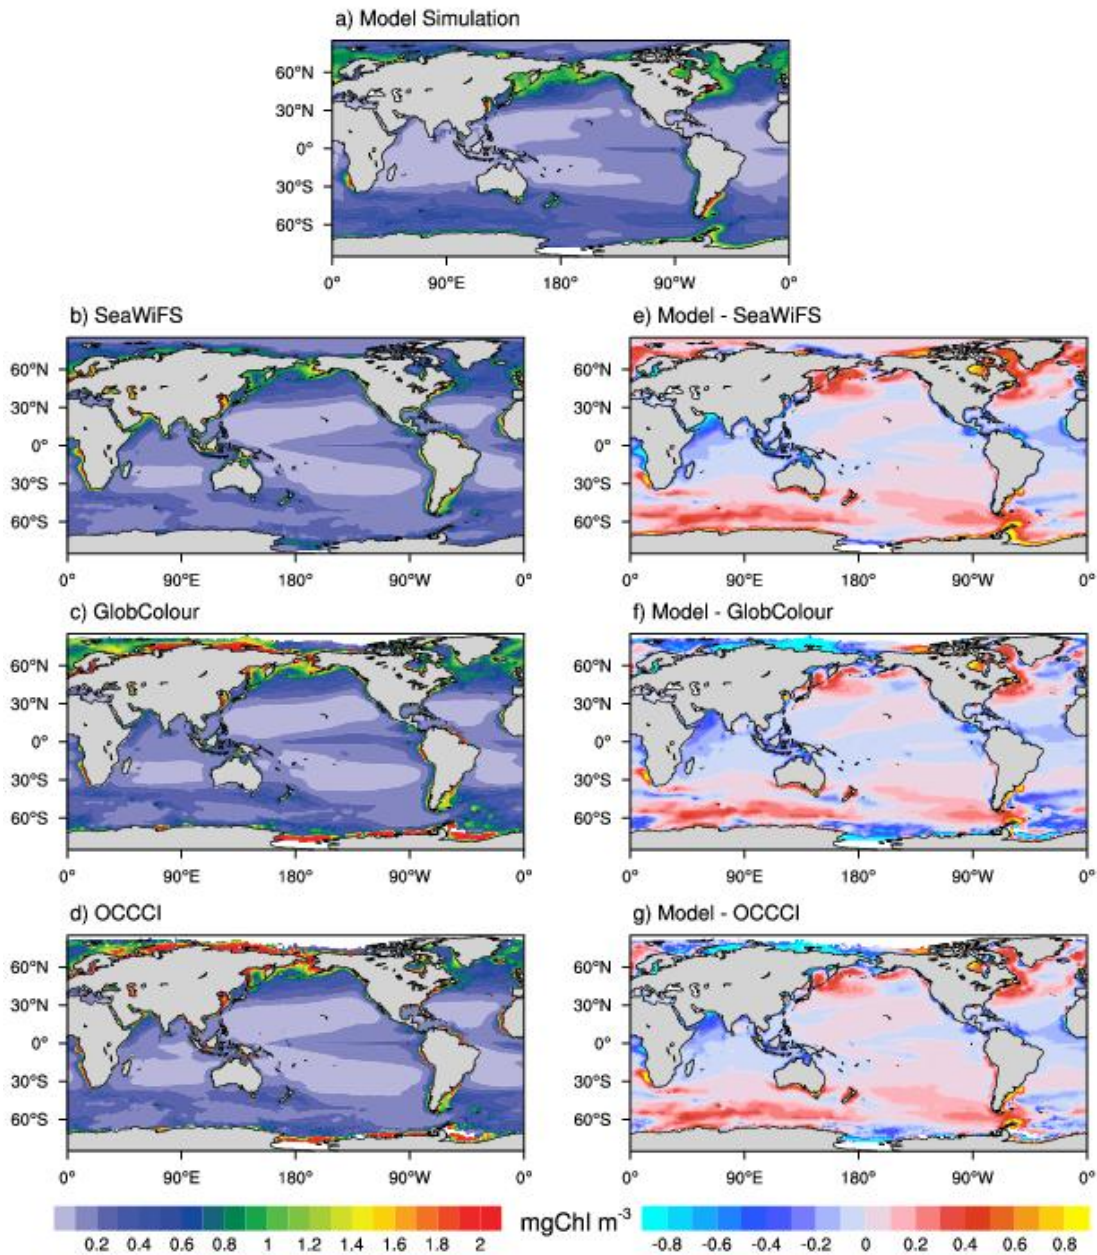 a) Model Simulation
60°N
30°N
0°
30°S
60°S
0° 90°E 180° 90°W 0°
b) SeaWiFS
60°N
30°N
0°
30°S
60°S
0° 90°E 180° 90°W 0°
e) Model - SeaWiFS
60°N
30°N
0°
30°S
60°S
0° 90°E 180° 90°W 0°
c) GlobColour
60°N
30°N
0°
30°S
60°S
0° 90°E 180° 90°W 0°
f) Model - GlobColour
60°N
30°N
0°
30°S
60°S
0° 90°E 180° 90°W 0°
d) OCCCI
60°N
30°N
0°
30°S
60°S
0° 90°E 180° 90°W 0°
g) Model - OCCCI
60°N
30°N
0°
30°S
60°S
0° 90°E 180° 90°W 0°
0.2 0.6 1 1.4 1.8
0.4 0.8 1.2 1.6 2
mgChl m⁻³
-0.8 -0.6 -0.4 -0.2 0 0.2 0.4 0.6 0.8